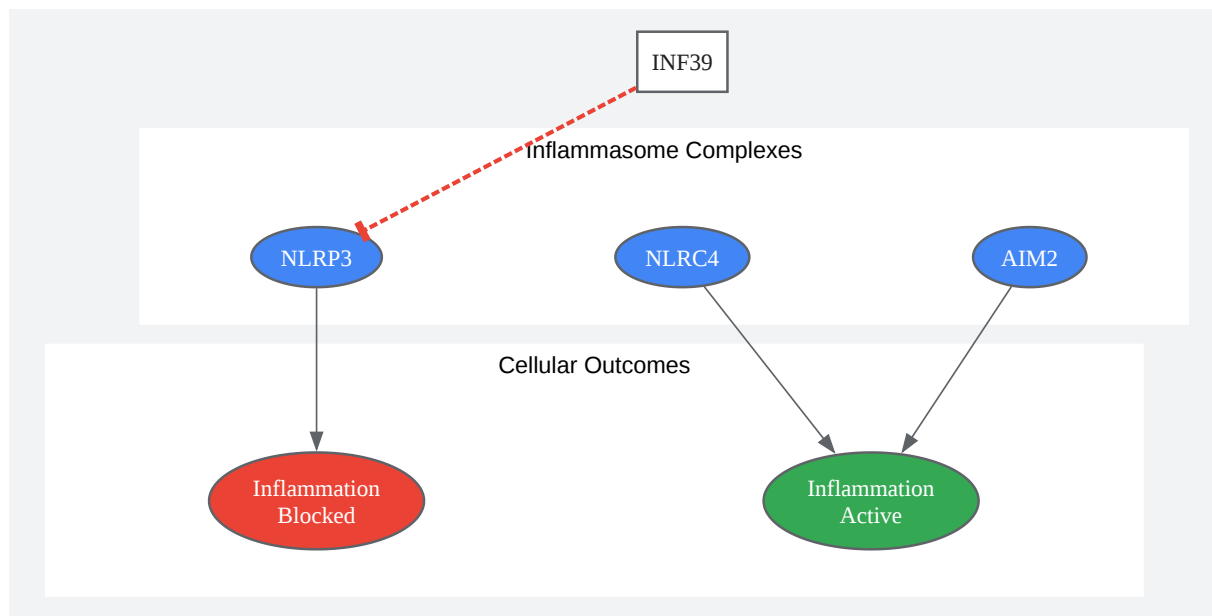 INF39
Inflammasome Complexes
NLRP3
NLRC4
AIM2
Cellular Outcomes
Inflammation
Blocked
Inflammation
Active